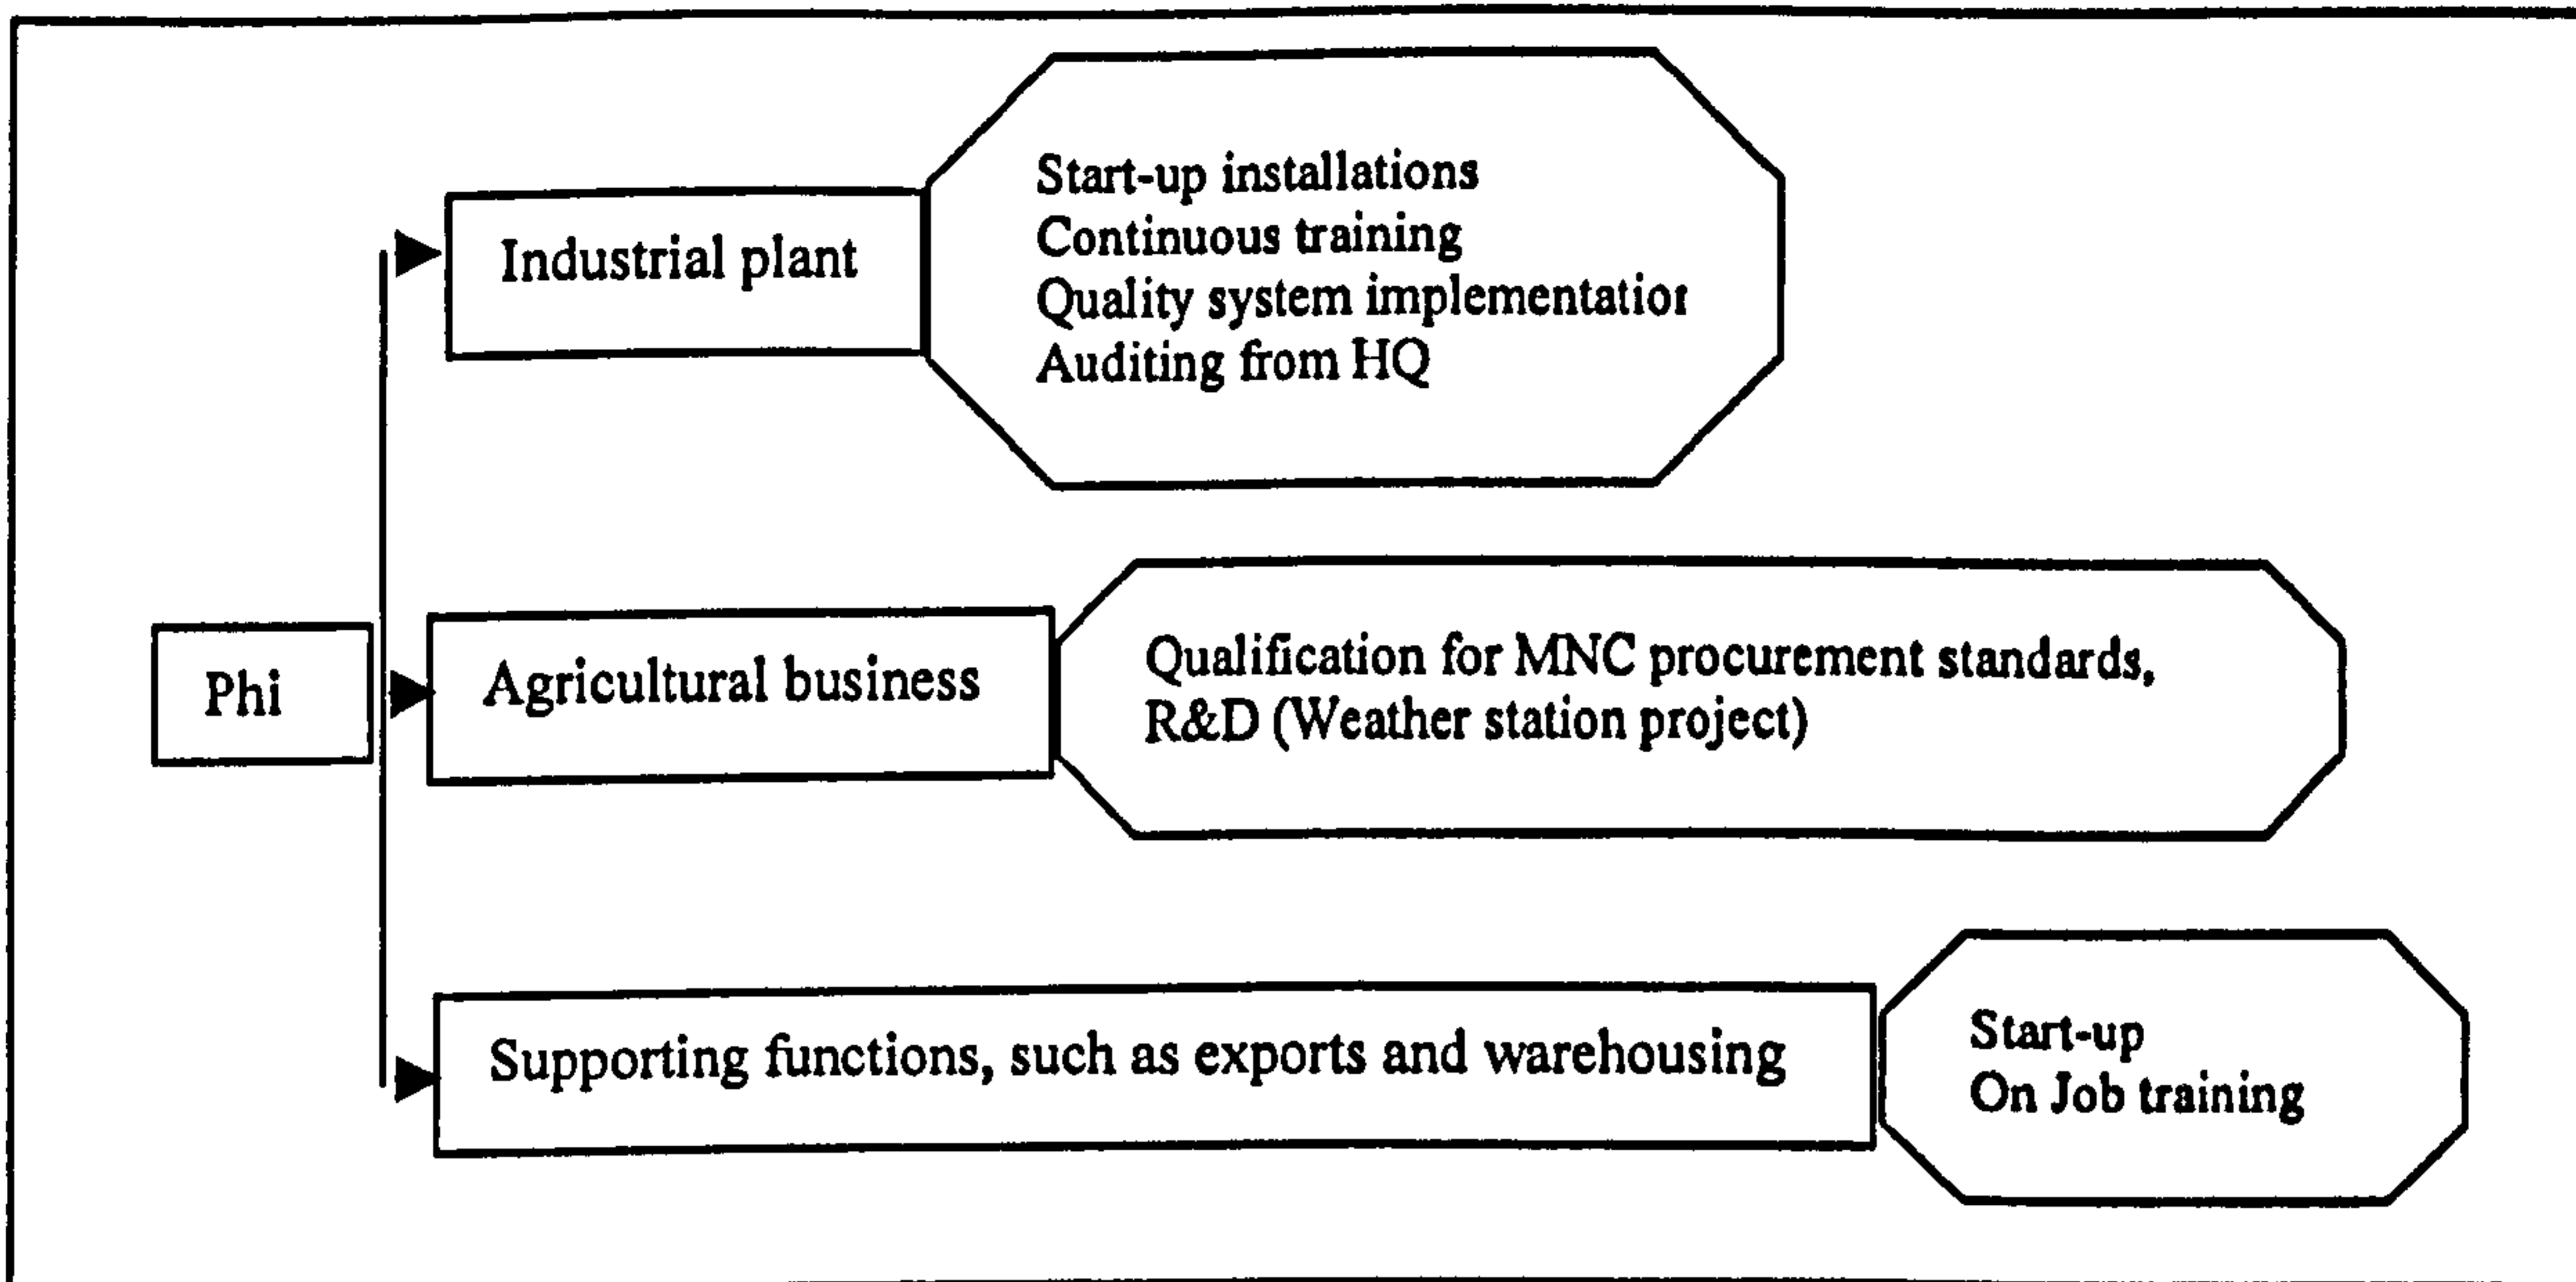 Start-up installations
Continuous training
Industrial plant
Quality system implementation
Auditing from HQ
Phi
Agricultural business
Qualification for MNC procurement standards,
R&D (Weather station project)
Supporting functions, such as exports and warehousing
Start-up
On Job training